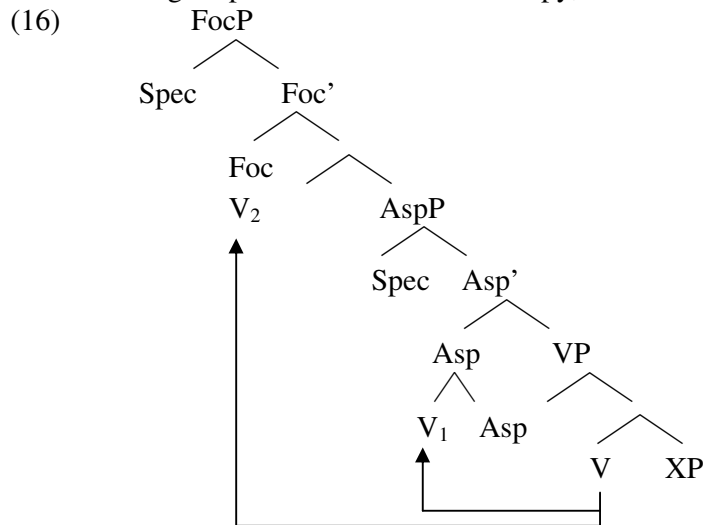 (16) FocP
Spec Foc’
Foc
V2 AspP
Spec Asp’
Asp VP
V1 Asp
V XP